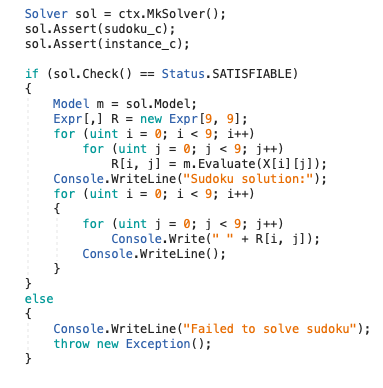 Solver sol = ctx.MkSolver();
sol.Assert(sudoku_c);
sol.Assert(instance_c);

if (sol.Check() == Status.SATISFIABLE)
{
    Model m = sol.Model;
    Expr[,] R = new Expr[9, 9];
    for (uint i = 0; i < 9; i++)
        for (uint j = 0; j < 9; j++)
            R[i, j] = m.Evaluate(X[i][j]);
    Console.WriteLine("Sudoku solution:");
    for (uint i = 0; i < 9; i++)
    {
        for (uint j = 0; j < 9; j++)
            Console.Write(" " + R[i, j]);
        Console.WriteLine();
    }
}
else
{
    Console.WriteLine("Failed to solve sudoku");
    throw new Exception();
}